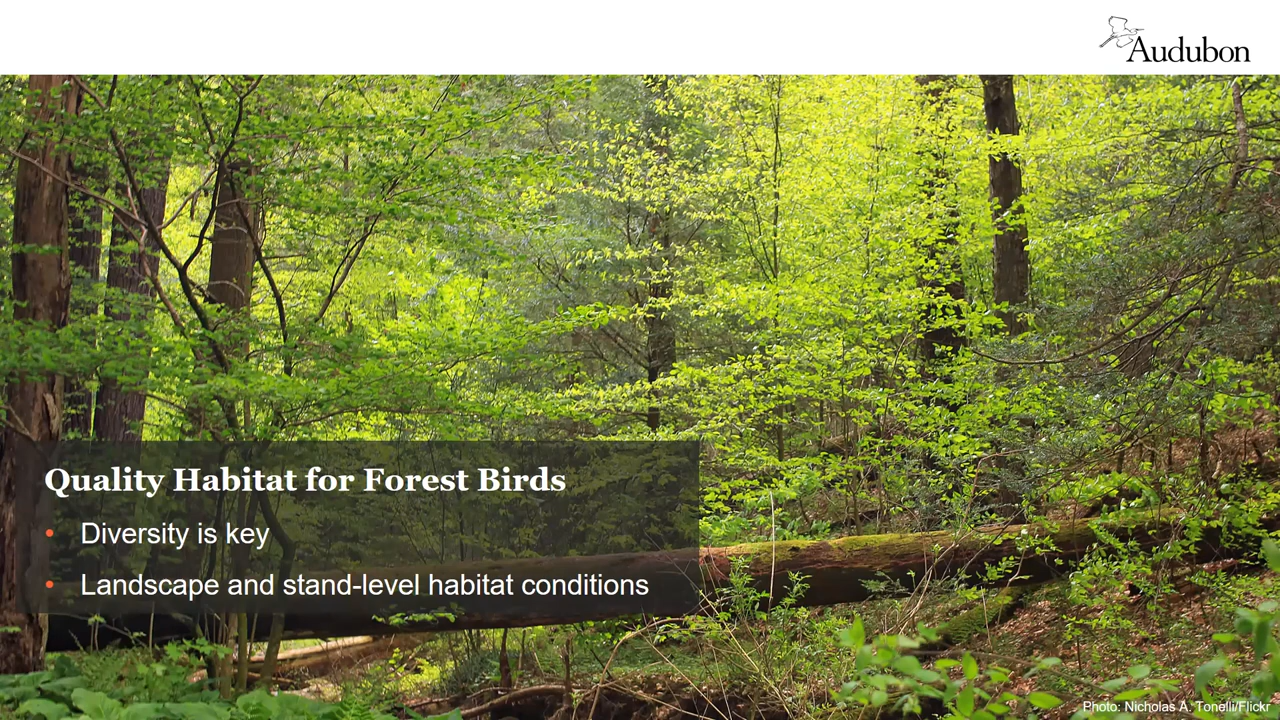 Audubon
Quality Habitat for Forest Birds
• Diversity is key
• Landscape and stand-level habitat conditions
Photo: Nicholas A. Tonelli/Flickr